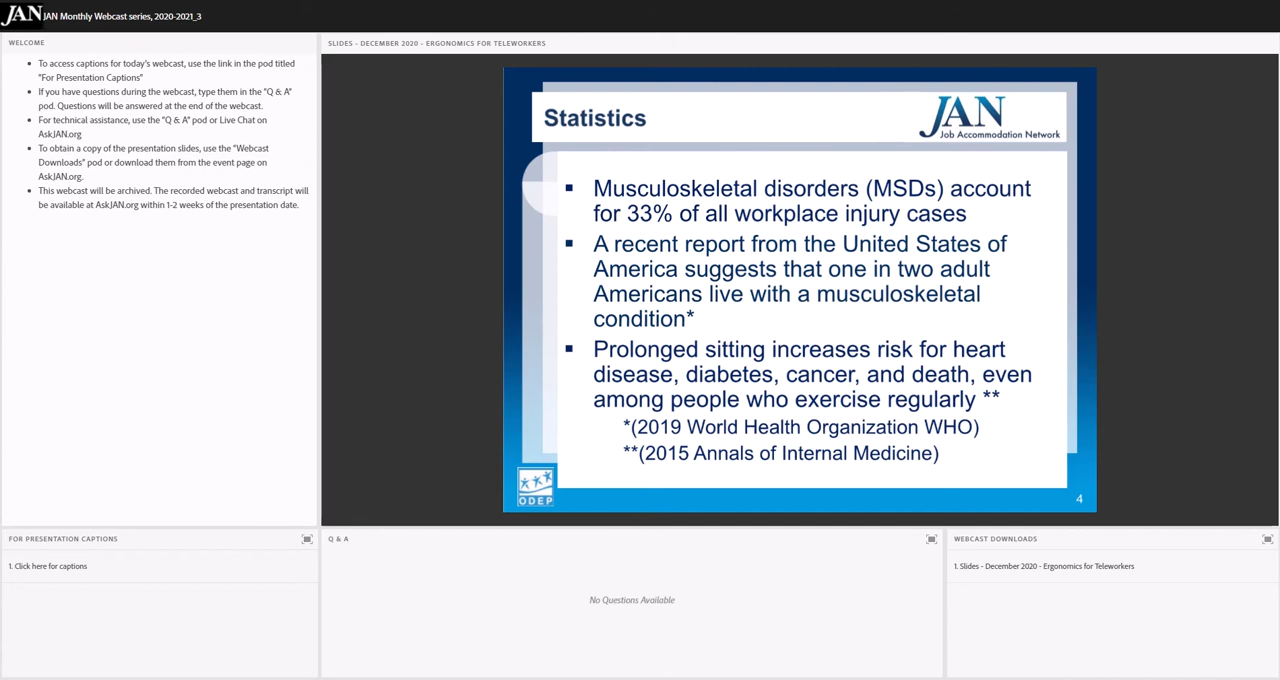 JAN JAN Monthly Webcast series, 2020-2021_3
WELCOME
• To access captions for today's webcast, use the link in the pod titled
"For Presentation Captions"
• If you have questions during the webcast, type them in the "Q & A"
pod. Questions will be answered at the end of the webcast.
• For technical assistance, use the "Q & A" pod or Live Chat on
AskJAN.org
• To obtain a copy of the presentation slides, use the "Webcast
Downloads" pod or download them from the event page on
AskJAN.org.
• This webcast will be archived. The recorded webcast and transcript will
be available at AskJAN.org within 1-2 weeks of the presentation date.
SLIDES - DECEMBER 2020 - ERGONOMICS FOR TELEWORKERS
Statistics
JAN
Job Accommodation Network
▪ Musculoskeletal disorders (MSDs) account
for 33% of all workplace injury cases
▪ A recent report from the United States of
America suggests that one in two adult
Americans live with a musculoskeletal
condition*
▪ Prolonged sitting increases risk for heart
disease, diabetes, cancer, and death, even
among people who exercise regularly **
*(2019 World Health Organization WHO)
**(2015 Annals of Internal Medicine)
ODEP
4
FOR PRESENTATION CAPTIONS
1. Click here for captions
Q & A
No Questions Available
WEBCAST DOWNLOADS
1. Slides - December 2020 - Ergonomics for Teleworkers